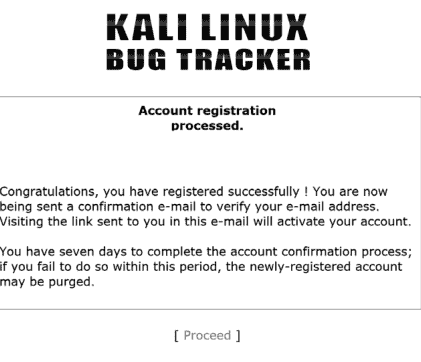 KALI LINUX
BUG TRACKER
Account registration
processed.
Congratulations, you have registered successfully ! You are now
being sent a confirmation e-mail to verify your e-mail address.
Visiting the link sent to you in this e-mail will activate your account.
You have seven days to complete the account confirmation process;
if you fail to do so within this period, the newly-registered account
may be purged.
[ Proceed ]